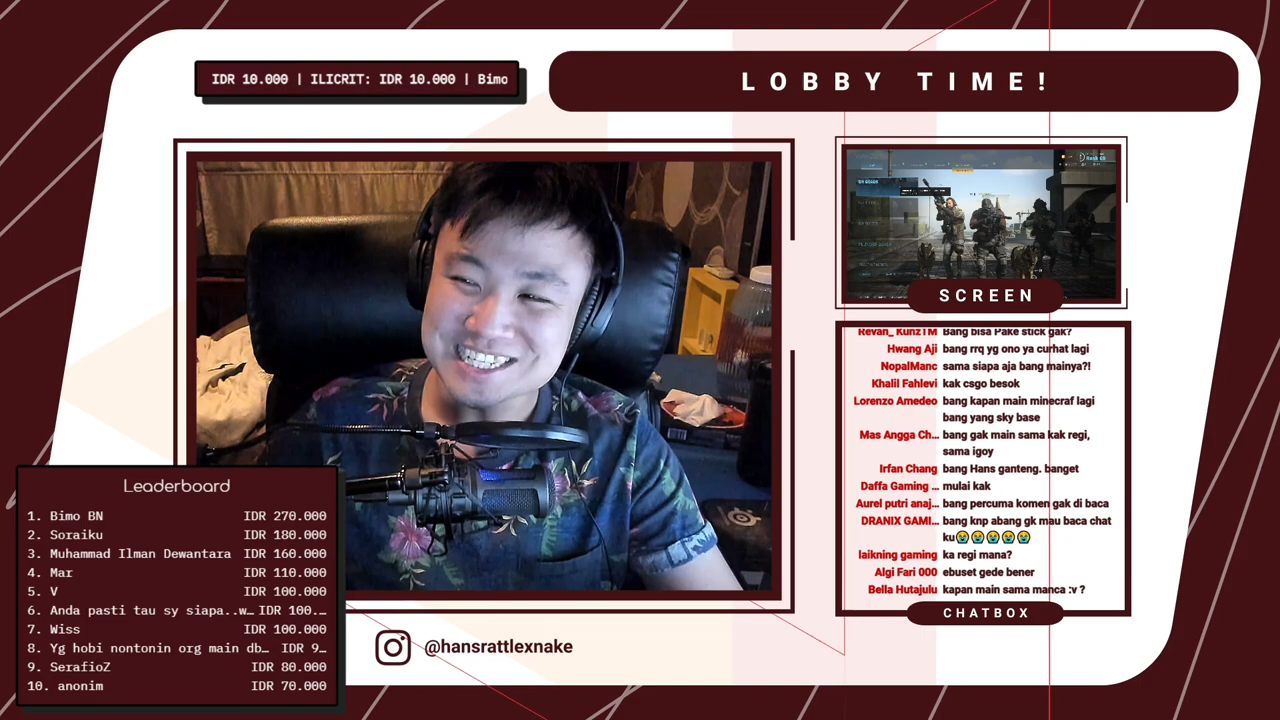 IDR 10.000 | ILICRIT: IDR 10.000 | Bimo
LOBBY TIME!
SCREEN
Revan_ KunzTM Bang bisa Pake stick gak?
Hwang Aji bang rrq yg ono ya curhat lagi
NopalManc sama siapa aja bang mainya?!
Khalil Fahlevi kak csgo besok
Lorenzo Amedeo bang kapan main minecraf lagi
bang yang sky base
Mas Angga Ch... bang gak main sama kak regi,
sama igoy
Irfan Chang bang Hans ganteng. banget
Daffa Gaming ... mulai kak
Aurel putri anaj... bang percuma komen gak di baca
DRANIX GAMI... bang knp abang gk mau baca chat
ku😭😭😭😭😭
laikning gaming ka regi mana?
Algi Fari 000 ebuset gede bener
Bella Hutajulu kapan main sama manca :v ?
CHATBOX
Leaderboard
1. Bimo BN IDR 270.000
2. Soraiku IDR 180.000
3. Muhammad Ilman Dewantara IDR 160.000
4. Mar IDR 110.000
5. V IDR 100.000
6. Anda pasti tau sy siapa..w… IDR 100.…
7. Wiss IDR 100.000
8. Yg hobi nontonin org main db… IDR 9…
9. SerafioZ IDR 80.000
10. anonim IDR 70.000
@hansrattlexnake